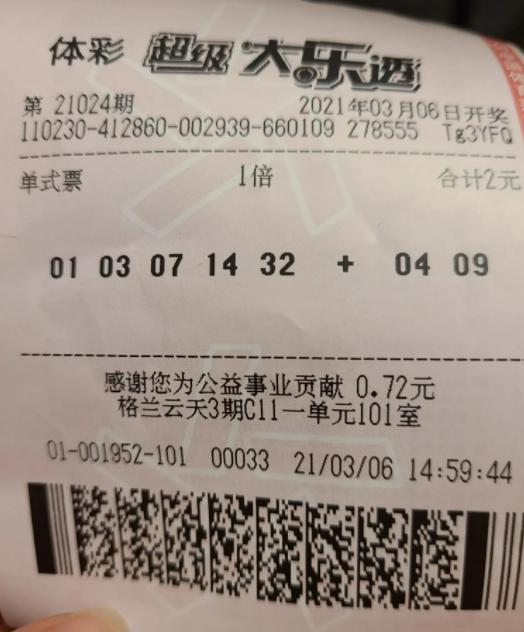 体彩 超级大乐透
第 21024期 2021年03月06日开奖
110230-412860-002939-660109 278555 Tg3YFQ
单式票 1倍 合计2元
01 03 07 14 32 + 04 09
感谢您为公益事业贡献 0.72元
格兰云天3期C11一单元101室
01-001952-101 00033 21/03/06 14:59:44